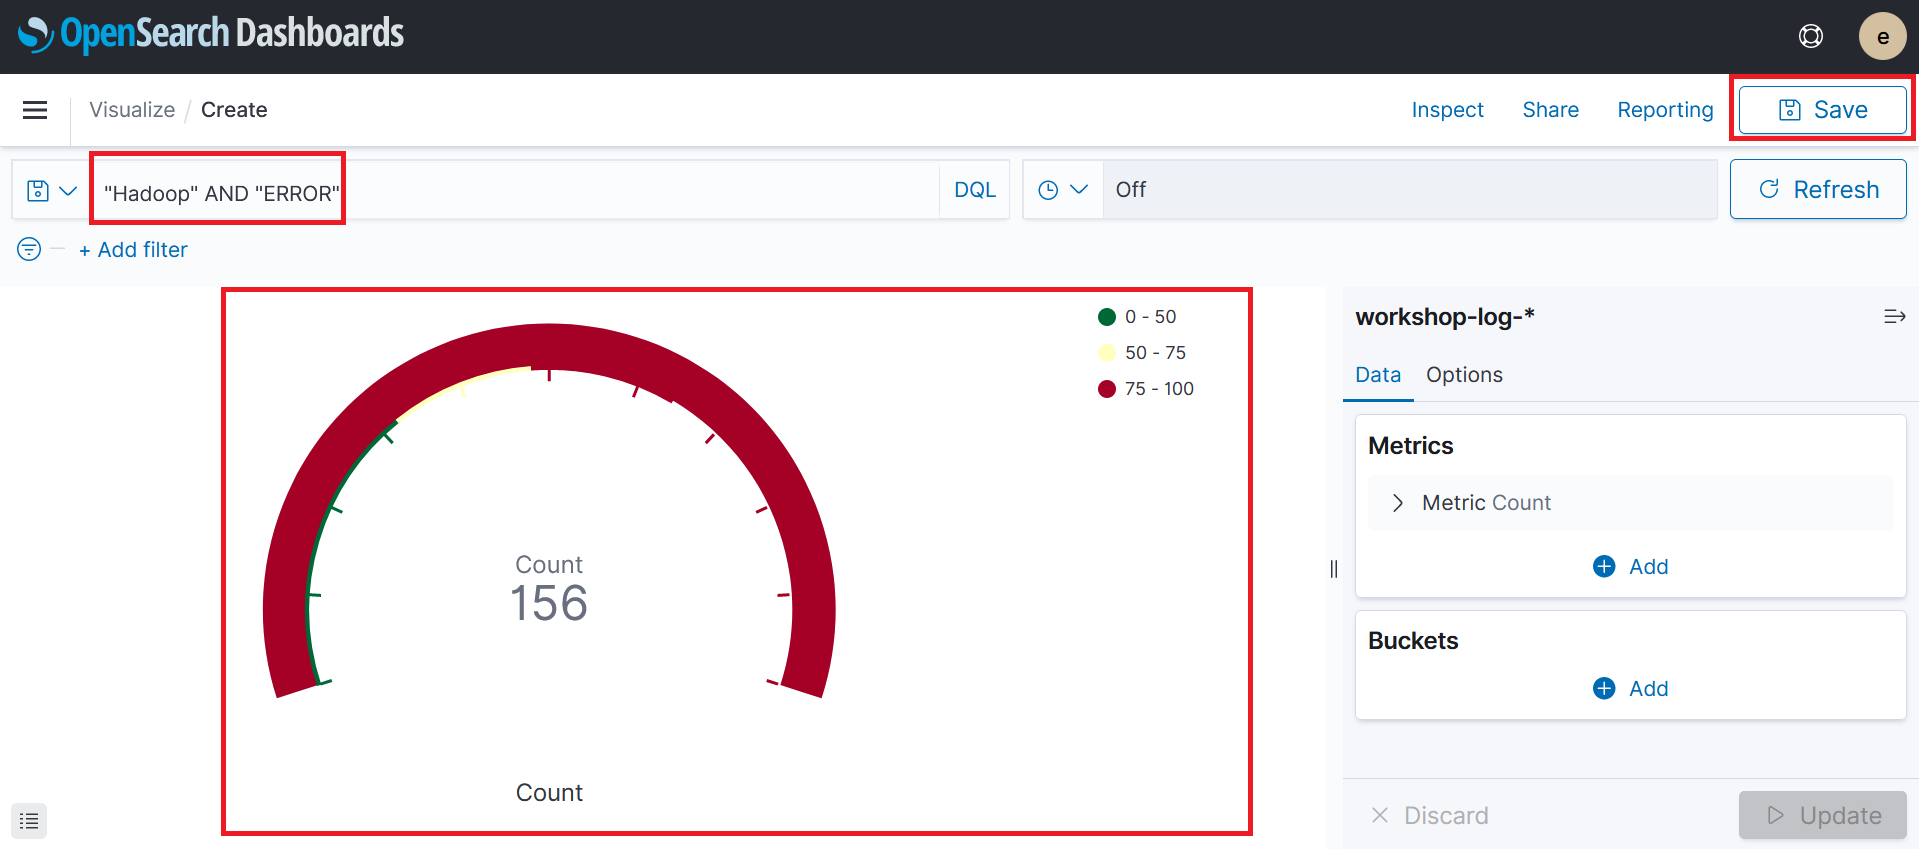 OpenSearch Dashboards
e
Visualize / Create
Inspect
Share
Reporting
Save
"Hadoop" AND "ERROR"
DQL
Off
Refresh
+ Add filter
0 - 50
50 - 75
75 - 100
Count
156
Count
workshop-log-*
Data
Options
Metrics
Metric Count
Add
Buckets
Add
Discard
Update